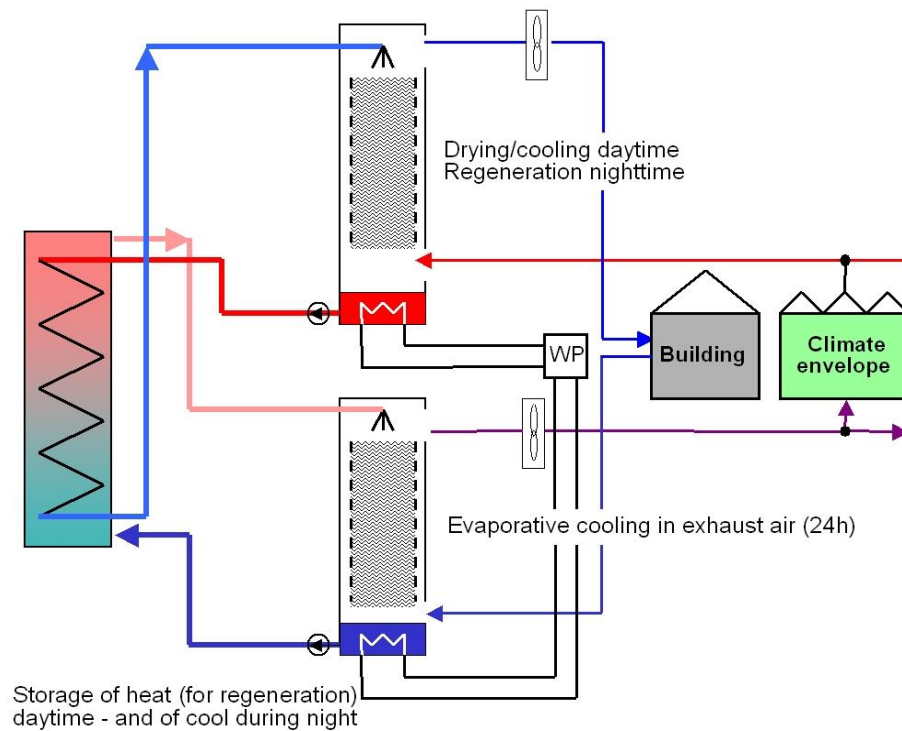 Drying/cooling daytime
Regeneration nighttime
WP
Building
Climate
envelope
Evaporative cooling in exhaust air (24h)
Storage of heat (for regeneration)
daytime - and of cool during night